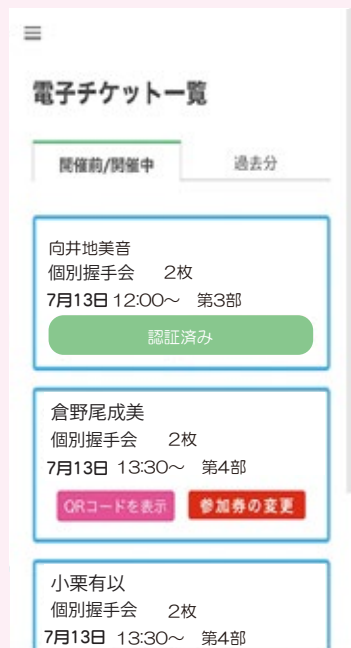 電子チケット一覧
開催前/開催中 過去分
向井地美音
個別握手会 2枚
7月13日 12:00～ 第3部
認証済み
倉野尾成美
個別握手会 2枚
7月13日 13:30～ 第4部
QRコードを表示 参加券の変更
小栗有以
個別握手会 2枚
7月13日 13:30～ 第4部